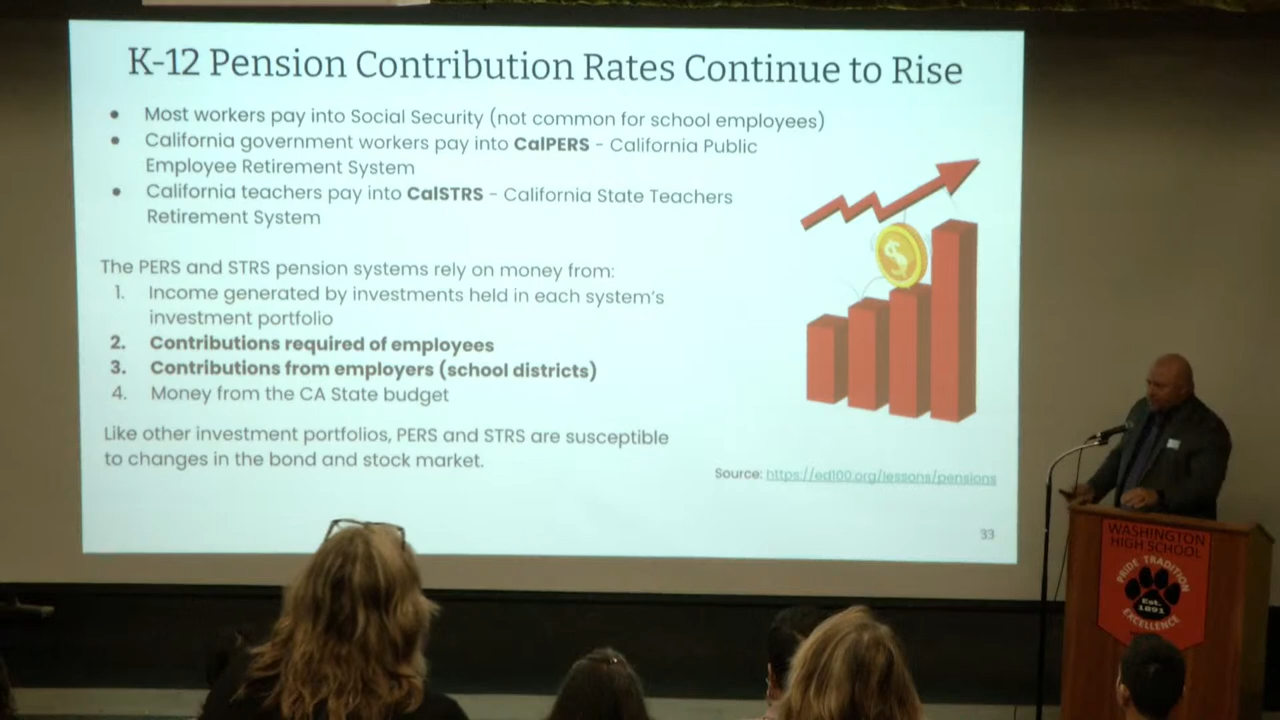 K-12 Pension Contribution Rates Continue to Rise
● Most workers pay into Social Security (not common for school employees)
● California government workers pay into CalPERS - California Public
Employee Retirement System
● California teachers pay into CalSTRS - California State Teachers
Retirement System
The PERS and STRS pension systems rely on money from:
1. Income generated by investments held in each system's
investment portfolio
2. Contributions required of employees
3. Contributions from employers (school districts)
4. Money from the CA State budget
Like other investment portfolios, PERS and STRS are susceptible
to changes in the bond and stock market.
$
Source: https://ed100.org/lessons/pensions
33
WASHINGTON
HIGH SCHOOL
PRIDE TRADITION
Est.
1891
EXCELLENCE